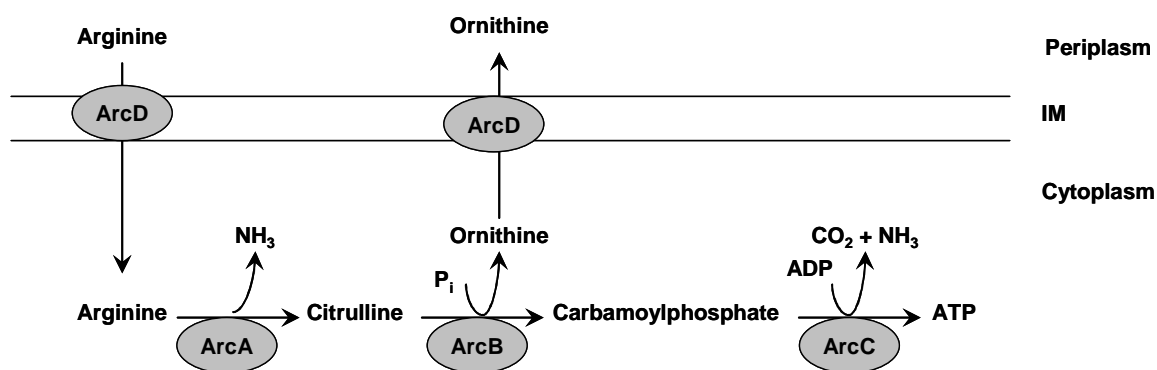 Arginine
Ornithine
Periplasm
ArcD
ArcD
IM
Cytoplasm
NH₃
Ornithine
CO₂ + NH₃
Pᵢ
ADP
Arginine
Citrulline
Carbamoylphosphate
ATP
ArcA
ArcB
ArcC